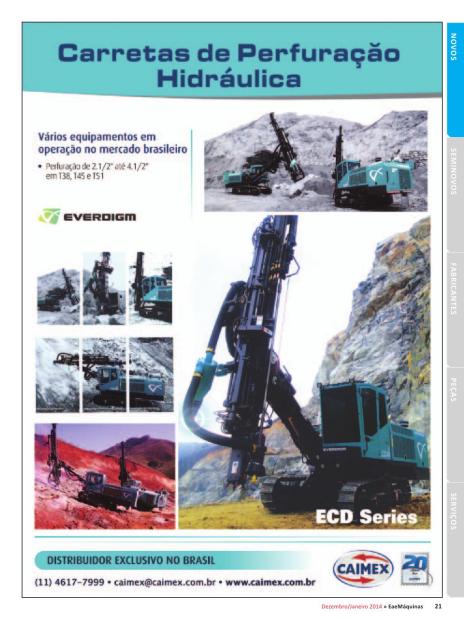 Carretas de Perfuração
Hidráulica
Vários equipamentos em
operação no mercado brasileiro
• Perfuração de 2.1/2" até 4.1/2"
em T38, T45 e T51
EVERDIGM
EVERDIGM
ECD Series
DISTRIBUIDOR EXCLUSIVO NO BRASIL
(11) 4617-7999 • caimex@caimex.com.br • www.caimex.com.br
CAIMEX
20
NOVOS
SEMINOVOS
FABRICANTES
PEÇAS
SERVIÇOS
Dezembro/Janeiro 2014 • EaeMáquinas 21